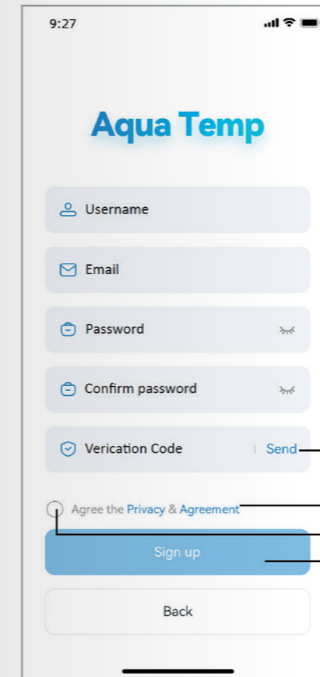 9:27
Aqua Temp
Username
Email
Password
Confirm password
Verication Code Send
Agree the Privacy & Agreement
Sign up
Back